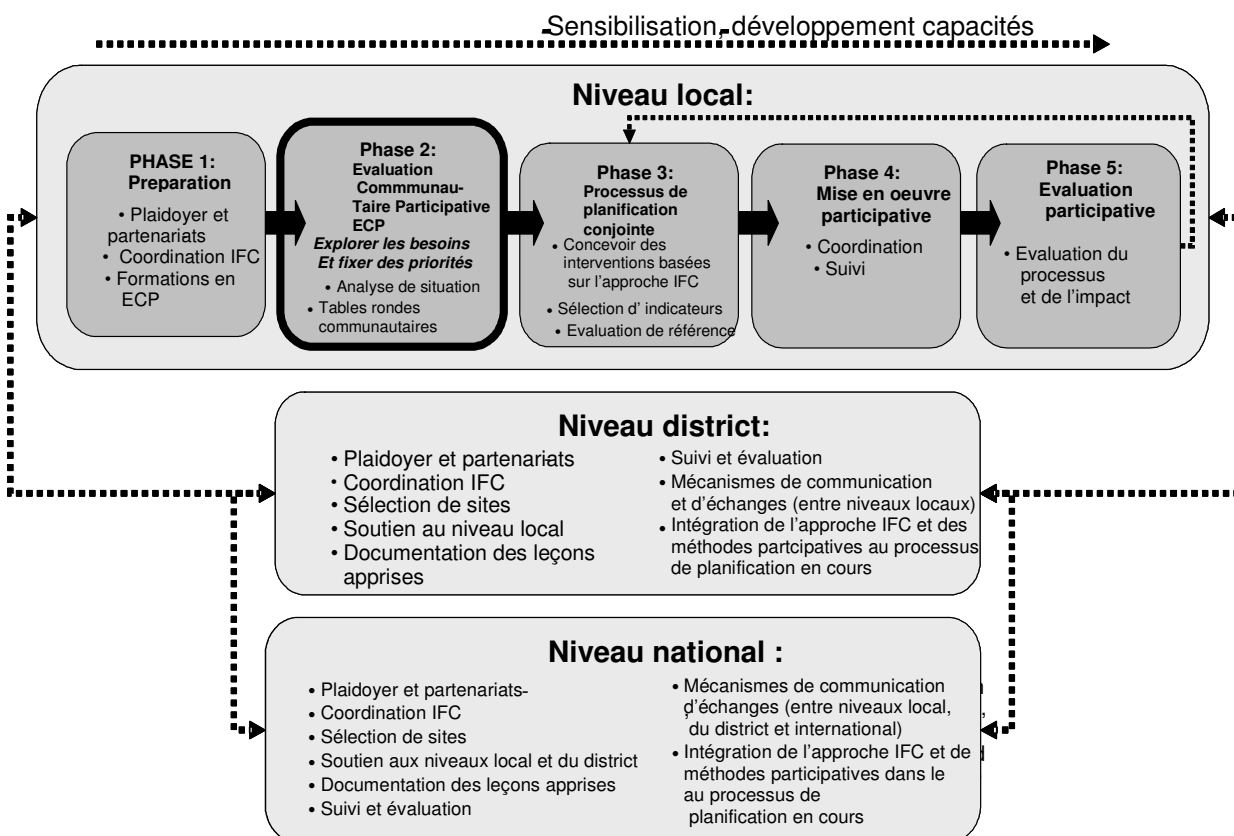 Sensibilisation, développement capacités
Niveau local:
PHASE 1:
Preparation
• Plaidoyer et
partenariats
• Coordination IFC
• Formations en
ECP
Phase 2:
Evaluation
Commmunau-
Taire Participative
ECP
Explorer les besoins
Et fixer des priorités
• Analyse de situation
• Tables rondes
communautaires
Phase 3:
Processus de
planification
conjointe
• Concevoir des
interventions basées
sur l'approche IFC
• Sélection d' indicateurs
• Evaluation de référence
Phase 4:
Mise en oeuvre
participative
• Coordination
• Suivi
Phase 5:
Evaluation
participative
• Evaluation du
processus
et de l'impact
Niveau district:
• Plaidoyer et partenariats
• Coordination IFC
• Sélection de sites
• Soutien au niveau local
• Documentation des leçons
apprises
• Suivi et évaluation
• Mécanismes de communication
et d'échanges (entre niveaux locaux)
• Intégration de l'approche IFC et des
méthodes partcipatives au processus
de planification en cours
Niveau national :
• Plaidoyer et partenariats-
• Coordination IFC
• Sélection de sites
• Soutien aux niveaux local et du district
• Documentation des leçons apprises
• Suivi et évaluation
• Mécanismes de communication
d'échanges (entre niveaux local,
du district et international)
• Intégration de l'approche IFC et de
méthodes participatives dans le
au processus de
planification en cours